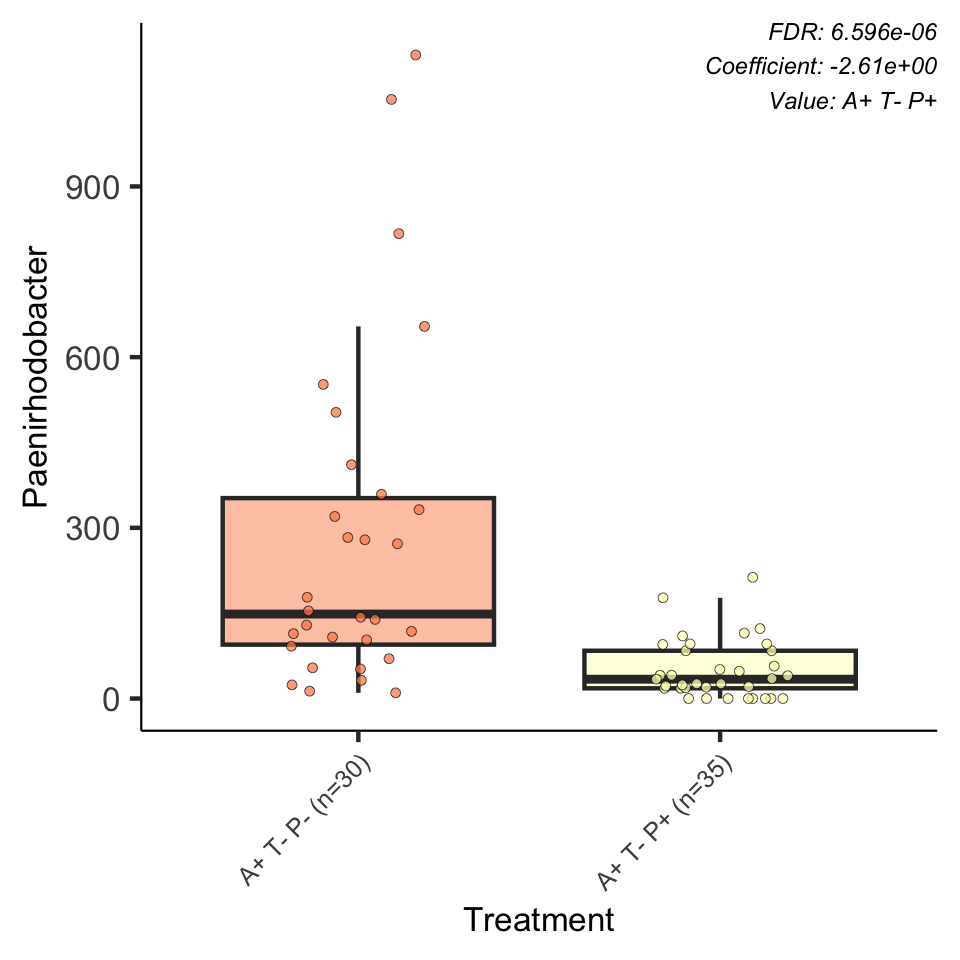 FDR: 6.596e-06
Coefficient: -2.61e+00
Value: A+ T- P+
Paenirhodobacter
900
600
300
0
A+ T- P- (n=30)
A+ T- P+ (n=35)
Treatment